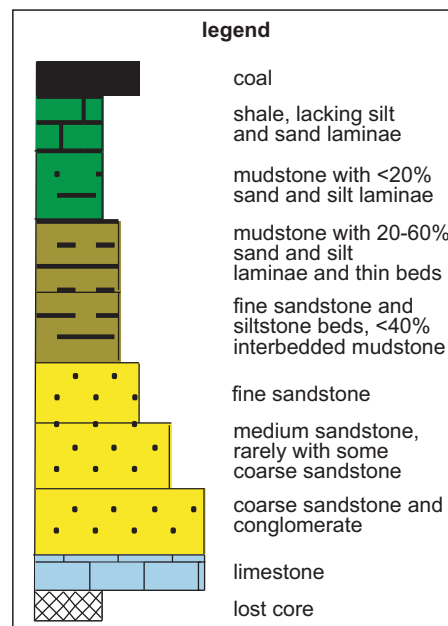 legend
coal
shale, lacking silt
and sand laminae
mudstone with <20%
sand and silt laminae
mudstone with 20-60%
sand and silt
laminae and thin beds
fine sandstone and
siltstone beds, <40%
interbedded mudstone
fine sandstone
medium sandstone,
rarely with some
coarse sandstone
coarse sandstone and
conglomerate
limestone
lost core